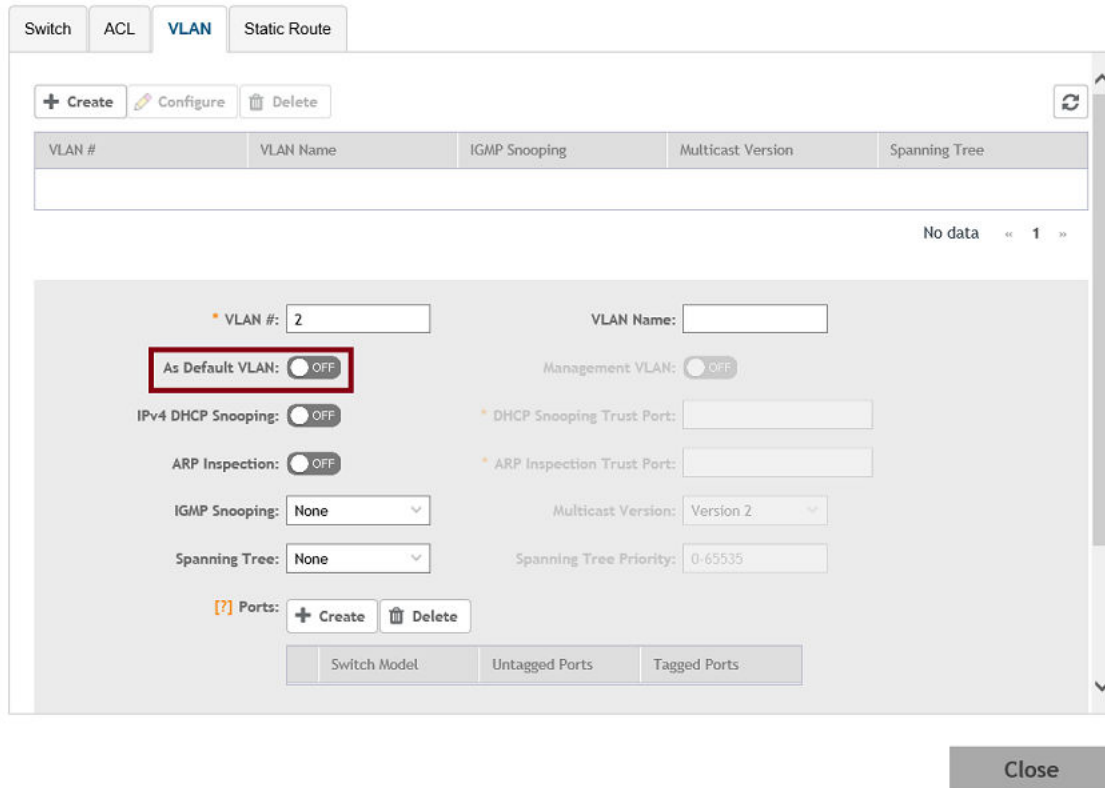 Switch ACL VLAN Static Route
+ Create Configure Delete
VLAN # VLAN Name IGMP Snooping Multicast Version Spanning Tree
No data « 1 »
* VLAN #: 2 VLAN Name:
As Default VLAN: OFF Management VLAN: OFF
IPv4 DHCP Snooping: OFF * DHCP Snooping Trust Port:
ARP Inspection: OFF * ARP Inspection Trust Port:
IGMP Snooping: None Multicast Version: Version 2
Spanning Tree: None Spanning Tree Priority: 0-65535
[?] Ports: + Create Delete
Switch Model Untagged Ports Tagged Ports
Close